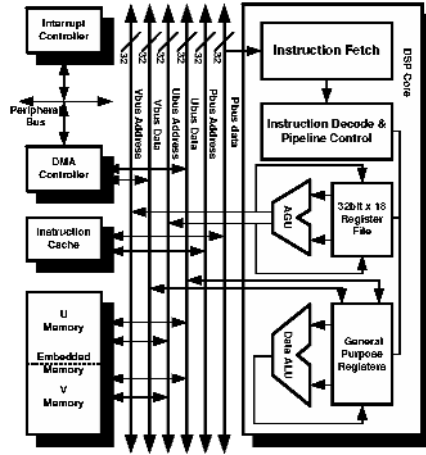 Interrupt
Controller
Peripheral
Bus
DMA
Controller
Instruction
Cache
U
Memory
Embedded
Memory
V
Memory
32
32
32
32
32
32
Vbus Address
Vbus Data
Ubus Address
Ubus Data
Pbus Address
Pbus data
DSP Core
Instruction Fetch
Instruction Decode &
Pipeline Control
AGU
32bit x 18
Register
File
Data ALU
General
Purpose
Registers